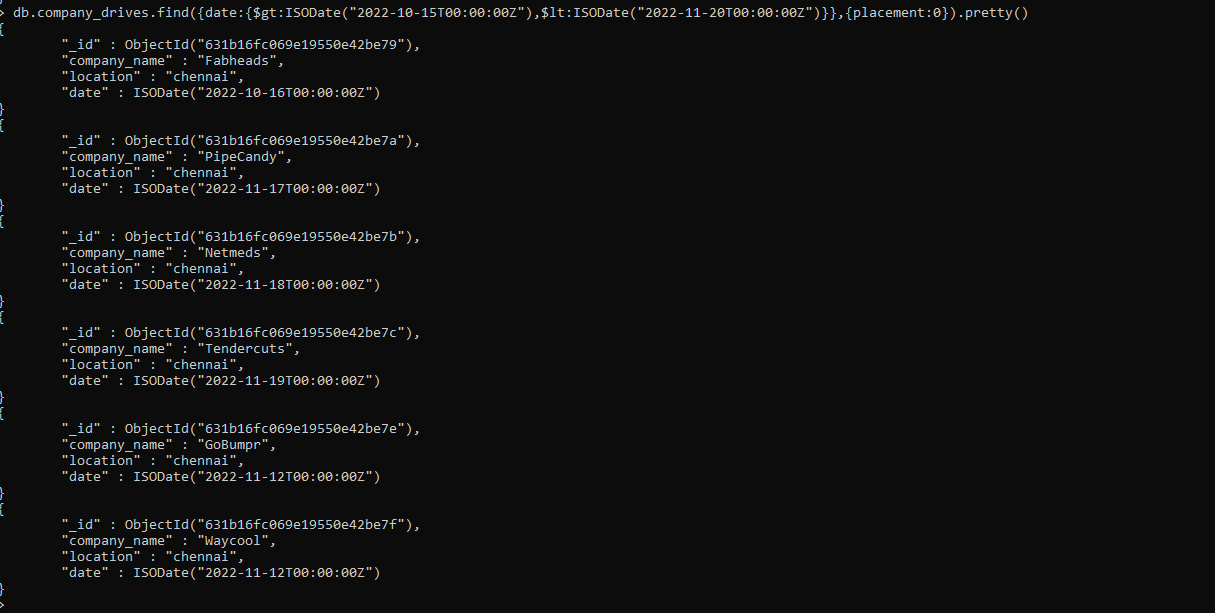 > db.company_drives.find({date:{$gt:ISODate("2022-10-15T00:00:00Z"),$lt:ISODate("2022-11-20T00:00:00Z")}},{placement:0}).pretty()
{
"_id" : ObjectId("631b16fc069e19550e42be79"),
"company_name" : "Fabheads",
"location" : "chennai",
"date" : ISODate("2022-10-16T00:00:00Z")
}
{
"_id" : ObjectId("631b16fc069e19550e42be7a"),
"company_name" : "PipeCandy",
"location" : "chennai",
"date" : ISODate("2022-11-17T00:00:00Z")
}
{
"_id" : ObjectId("631b16fc069e19550e42be7b"),
"company_name" : "Netmeds",
"location" : "chennai",
"date" : ISODate("2022-11-18T00:00:00Z")
}
{
"_id" : ObjectId("631b16fc069e19550e42be7c"),
"company_name" : "Tendercuts",
"location" : "chennai",
"date" : ISODate("2022-11-19T00:00:00Z")
}
{
"_id" : ObjectId("631b16fc069e19550e42be7e"),
"company_name" : "GoBumpr",
"location" : "chennai",
"date" : ISODate("2022-11-12T00:00:00Z")
}
{
"_id" : ObjectId("631b16fc069e19550e42be7f"),
"company_name" : "Waycool",
"location" : "chennai",
"date" : ISODate("2022-11-12T00:00:00Z")
}
>